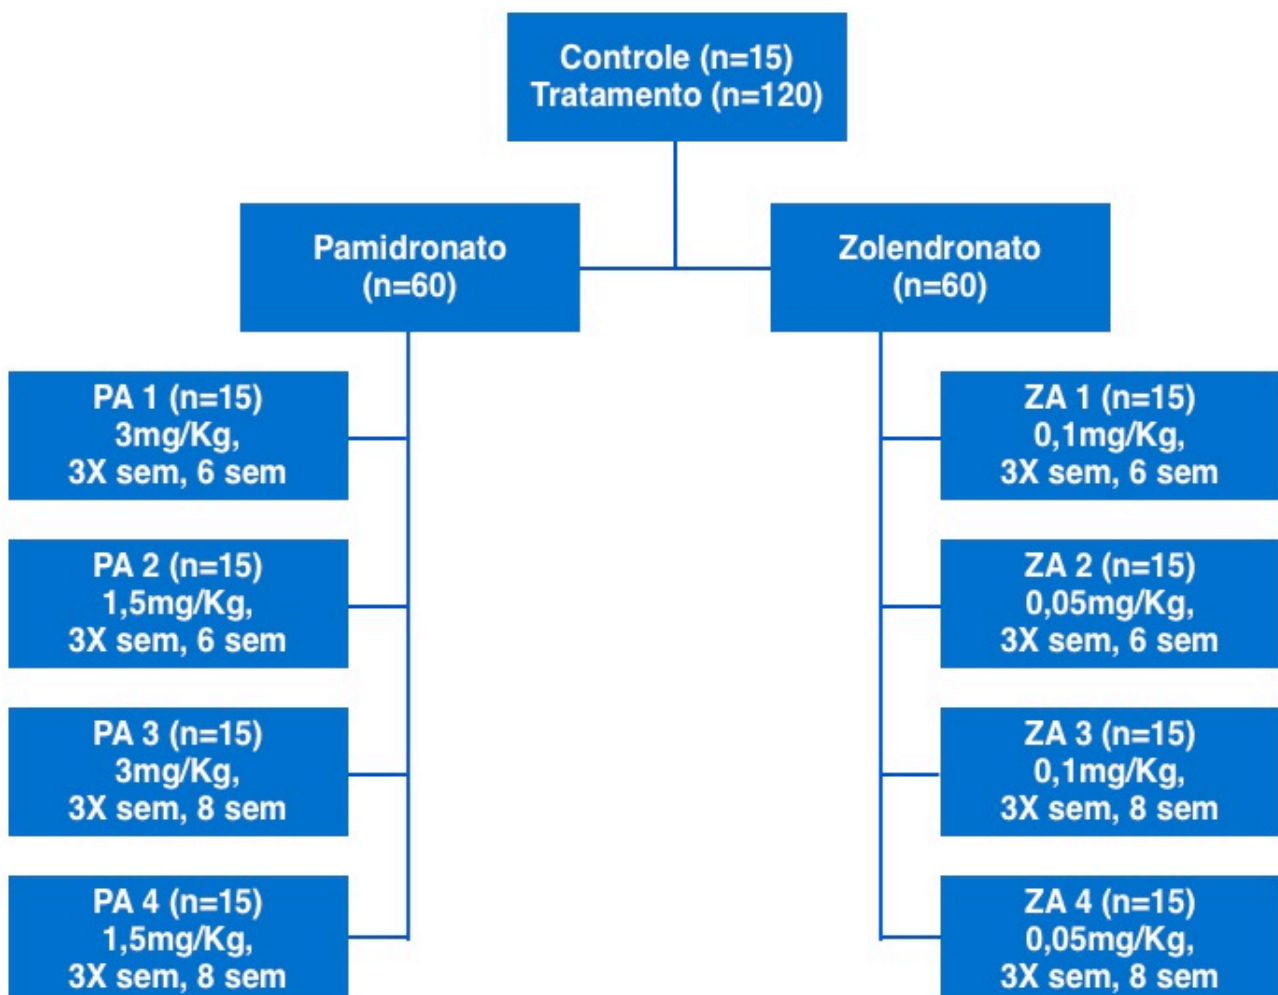 Controle (n=15)
Tratamento (n=120)
Pamidronato
(n=60)
Zolendronato
(n=60)
PA 1 (n=15)
3mg/Kg,
3X sem, 6 sem
PA 2 (n=15)
1,5mg/Kg,
3X sem, 6 sem
PA 3 (n=15)
3mg/Kg,
3X sem, 8 sem
PA 4 (n=15)
1,5mg/Kg,
3X sem, 8 sem
ZA 1 (n=15)
0,1mg/Kg,
3X sem, 6 sem
ZA 2 (n=15)
0,05mg/Kg,
3X sem, 6 sem
ZA 3 (n=15)
0,1mg/Kg,
3X sem, 8 sem
ZA 4 (n=15)
0,05mg/Kg,
3X sem, 8 sem